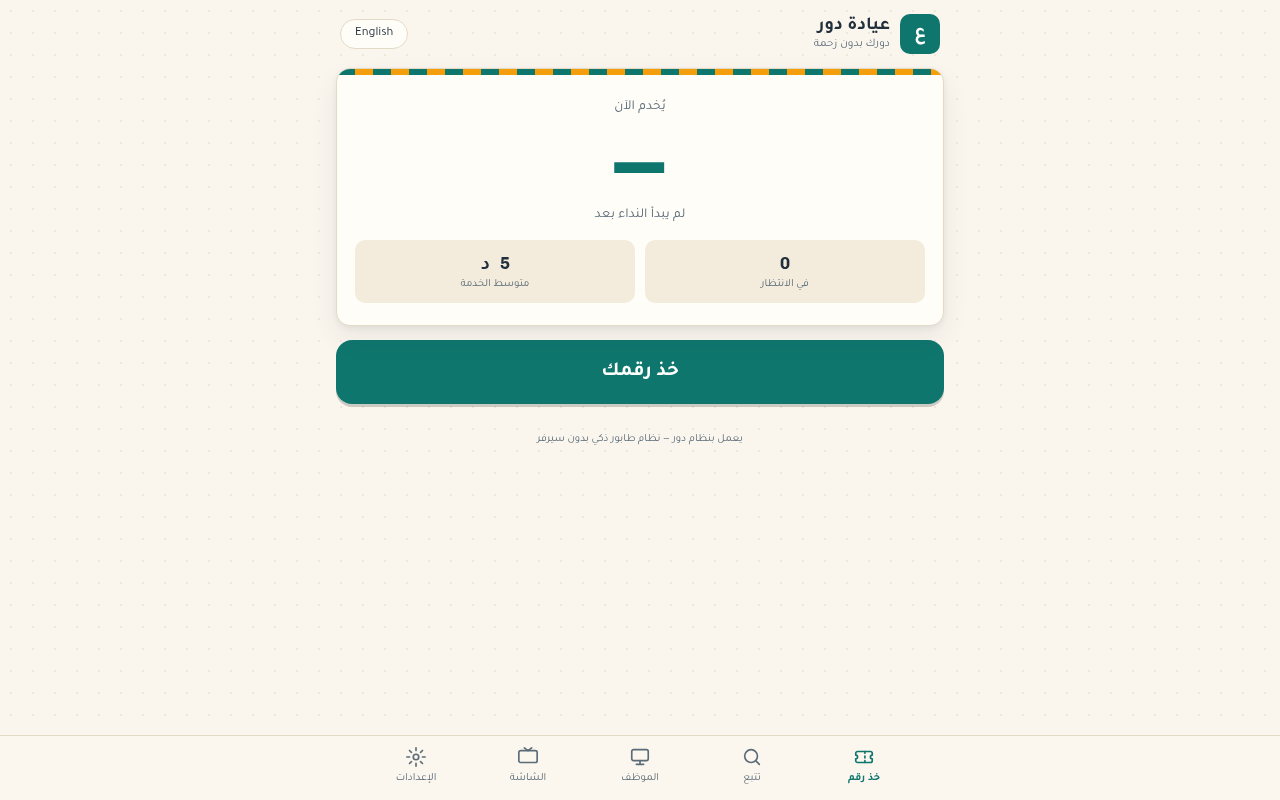 ع
عيادة دور
دورك بدون زحمة
English
يُخدم الآن
—
لم يبدأ النداء بعد
0
في الانتظار
5 د
متوسط الخدمة
خذ رقمك
يعمل بنظام دور — نظام طابور ذكي بدون سيرفر
خذ رقم
تتبع
الموظف
الشاشة
الإعدادات